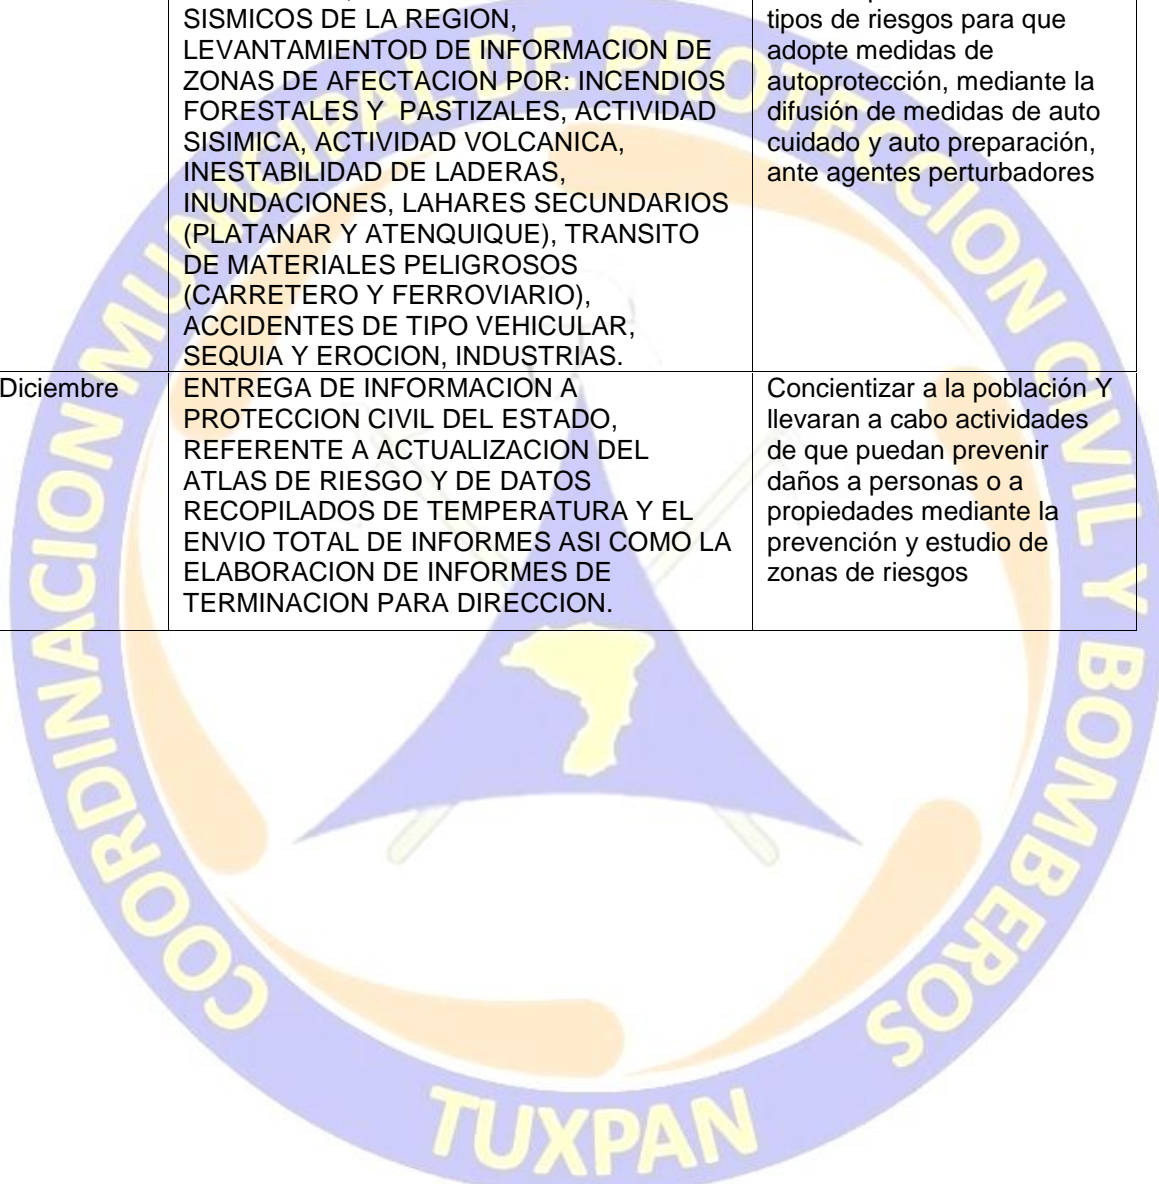 SISMICOS DE LA REGION,
LEVANTAMIENTOD DE INFORMACION DE
ZONAS DE AFECTACION POR: INCENDIOS
FORESTALES Y  PASTIZALES, ACTIVIDAD
SISIMICA, ACTIVIDAD VOLCANICA,
INESTABILIDAD DE LADERAS,
INUNDACIONES, LAHARES SECUNDARIOS
(PLATANAR Y ATENQUIQUE), TRANSITO
DE MATERIALES PELIGROSOS
(CARRETERO Y FERROVIARIO),
ACCIDENTES DE TIPO VEHICULAR,
SEQUIA Y EROCION, INDUSTRIAS.
tipos de riesgos para que
adopte medidas de
autoprotección, mediante la
difusión de medidas de auto
cuidado y auto preparación,
ante agentes perturbadores
Diciembre
ENTREGA DE INFORMACION A
PROTECCION CIVIL DEL ESTADO,
REFERENTE A ACTUALIZACION DEL
ATLAS DE RIESGO Y DE DATOS
RECOPILADOS DE TEMPERATURA Y EL
ENVIO TOTAL DE INFORMES ASI COMO LA
ELABORACION DE INFORMES DE
TERMINACION PARA DIRECCION.
Concientizar a la población Y
llevaran a cabo actividades
de que puedan prevenir
daños a personas o a
propiedades mediante la
prevención y estudio de
zonas de riesgos
COORDINACION MUNICIPAL DE PROTECCION CIVIL Y BOMBEROS
TUXPAN